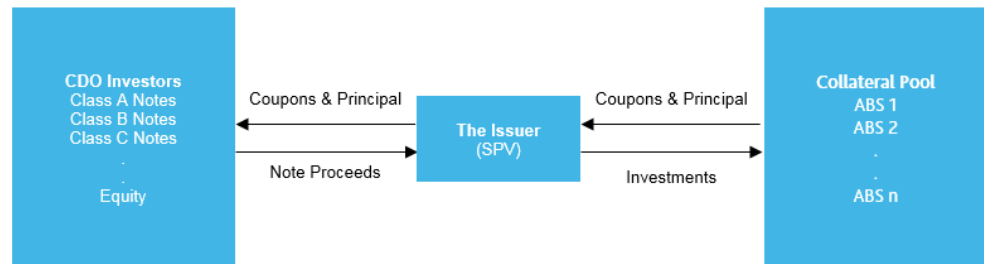 CDO Investors
Class A Notes
Class B Notes
Class C Notes
.
.
Equity
Coupons & Principal
Note Proceeds
The Issuer
(SPV)
Coupons & Principal
Investments
Collateral Pool
ABS 1
ABS 2
.
.
ABS n